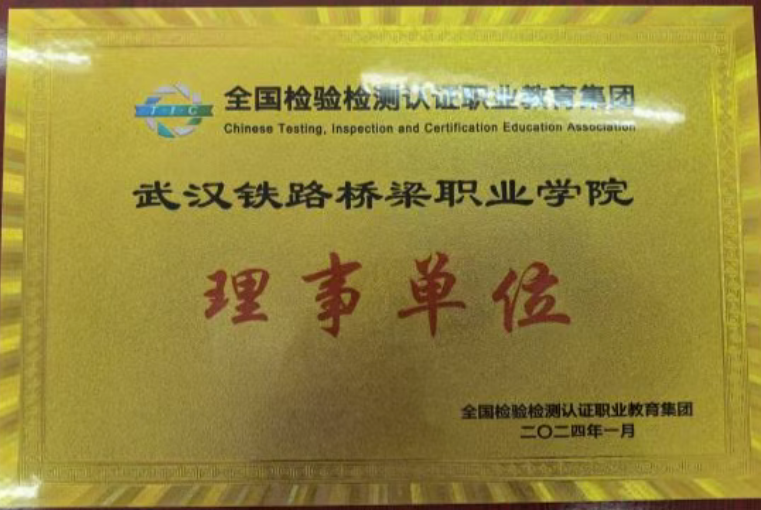 TIC
全国检验检测认证职业教育集团
Chinese Testing, Inspection and Certification Education Association
武汉铁路桥梁职业学院
理事单位
全国检验检测认证职业教育集团
二〇二四年一月